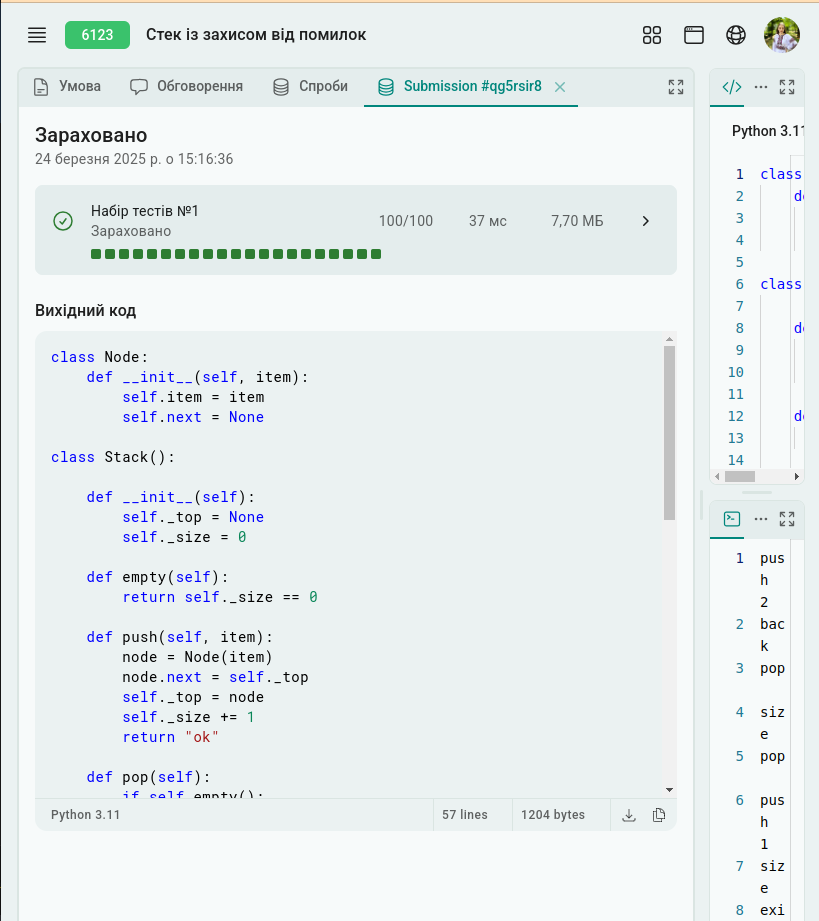 6123 Стек із захисом від помилок
Умова Обговорення Спроби Submission #qg5rsir8
Зараховано
24 березня 2025 р. о 15:16:36
Набір тестів №1
Зараховано
100/100 37 мс 7,70 МБ
Вихідний код
class Node:
    def __init__(self, item):
        self.item = item
        self.next = None
class Stack():
    def __init__(self):
        self._top = None
        self._size = 0
    def empty(self):
        return self._size == 0
    def push(self, item):
        node = Node(item)
        node.next = self._top
        self._top = node
        self._size += 1
        return "ok"
    def pop(self):
        if self.empty():
Python 3.11 57 lines 1204 bytes
</> ...
Python 3.11
1 class
2 de
3
4
5
6 class
7
8 de
9
10
11
12 de
13
14
...
1 pus
h
2
2 bac
k
3 pop
4 siz
e
5 pop
6 pus
h
1
7 siz
e
8 exi